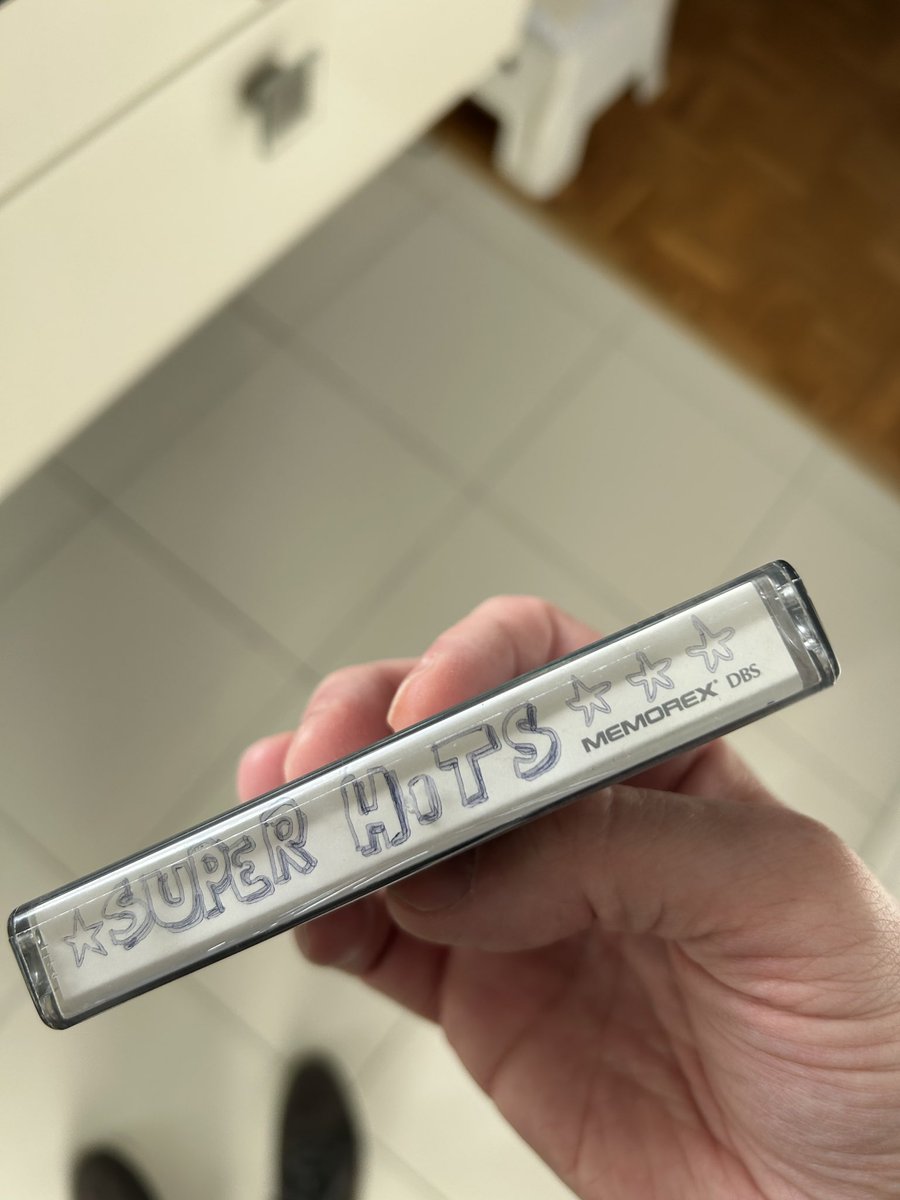 ☆SUPER HiTS☆☆☆
MEMOREX® DBS